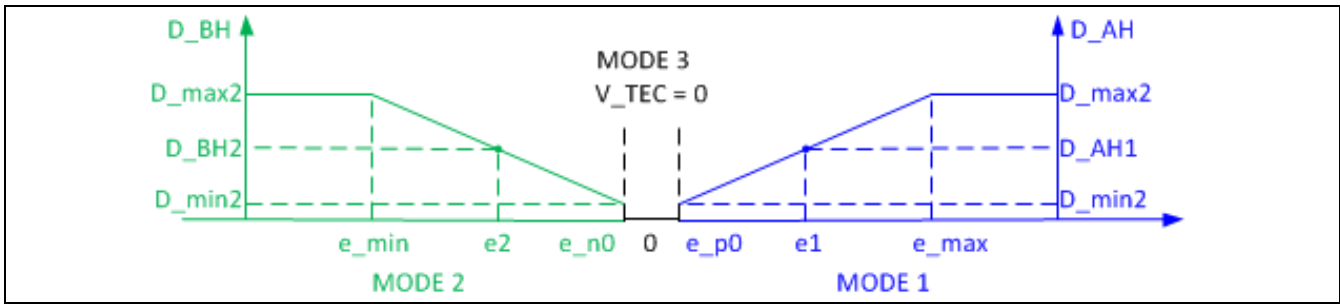 D_BH
D_AH
MODE 3
V_TEC = 0
D_max2
D_max2
D_BH2
D_AH1
D_min2
D_min2
e_min e2 e_n0 0 e_p0 e1 e_max
MODE 2
MODE 1